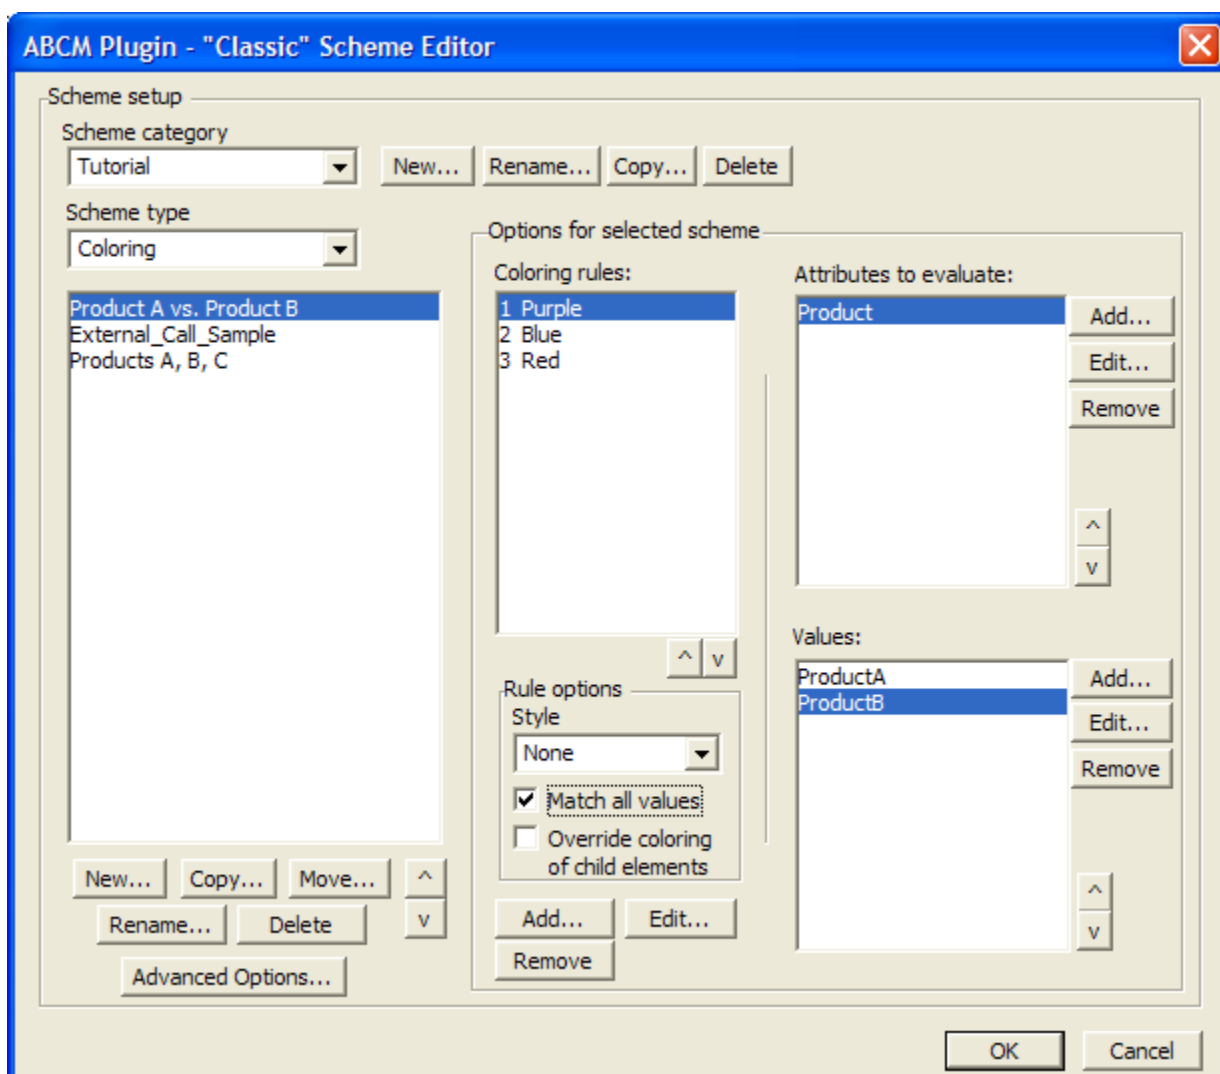 ABCM Plugin - "Classic" Scheme Editor
Scheme setup
Scheme category
Tutorial
New...
Rename...
Copy...
Delete
Scheme type
Coloring
Product A vs. Product B
External_Call_Sample
Products A, B, C
New...
Copy...
Move...
^
Rename...
Delete
v
Advanced Options...
Options for selected scheme
Coloring rules:
1 Purple
2 Blue
3 Red
^
v
Rule options
Style
None
Match all values
Override coloring
of child elements
Add...
Edit...
Remove
Attributes to evaluate:
Product
Add...
Edit...
Remove
^
v
Values:
ProductA
ProductB
Add...
Edit...
Remove
^
v
OK
Cancel